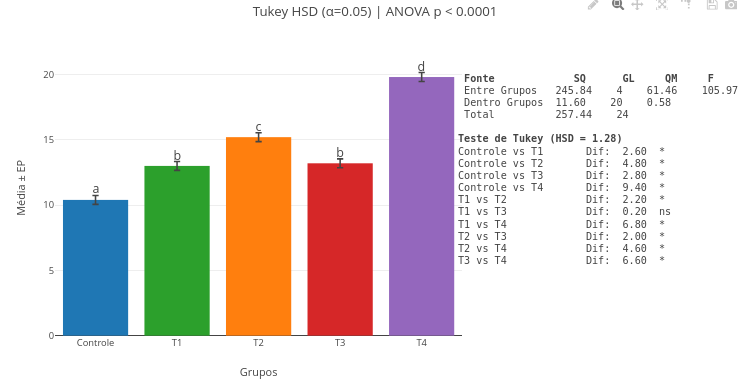 Tukey HSD (α=0.05) | ANOVA p < 0.0001
Média ± EP
20
15
10
5
0
a
b
c
b
d
Controle
T1
T2
T3
T4
Grupos
Fonte SQ GL QM F
Entre Grupos 245.84 4 61.46 105.97
Dentro Grupos 11.60 20 0.58
Total 257.44 24
Teste de Tukey (HSD = 1.28)
Controle vs T1 Dif: 2.60 *
Controle vs T2 Dif: 4.80 *
Controle vs T3 Dif: 2.80 *
Controle vs T4 Dif: 9.40 *
T1 vs T2 Dif: 2.20 *
T1 vs T3 Dif: 0.20 ns
T1 vs T4 Dif: 6.80 *
T2 vs T3 Dif: 2.00 *
T2 vs T4 Dif: 4.60 *
T3 vs T4 Dif: 6.60 *